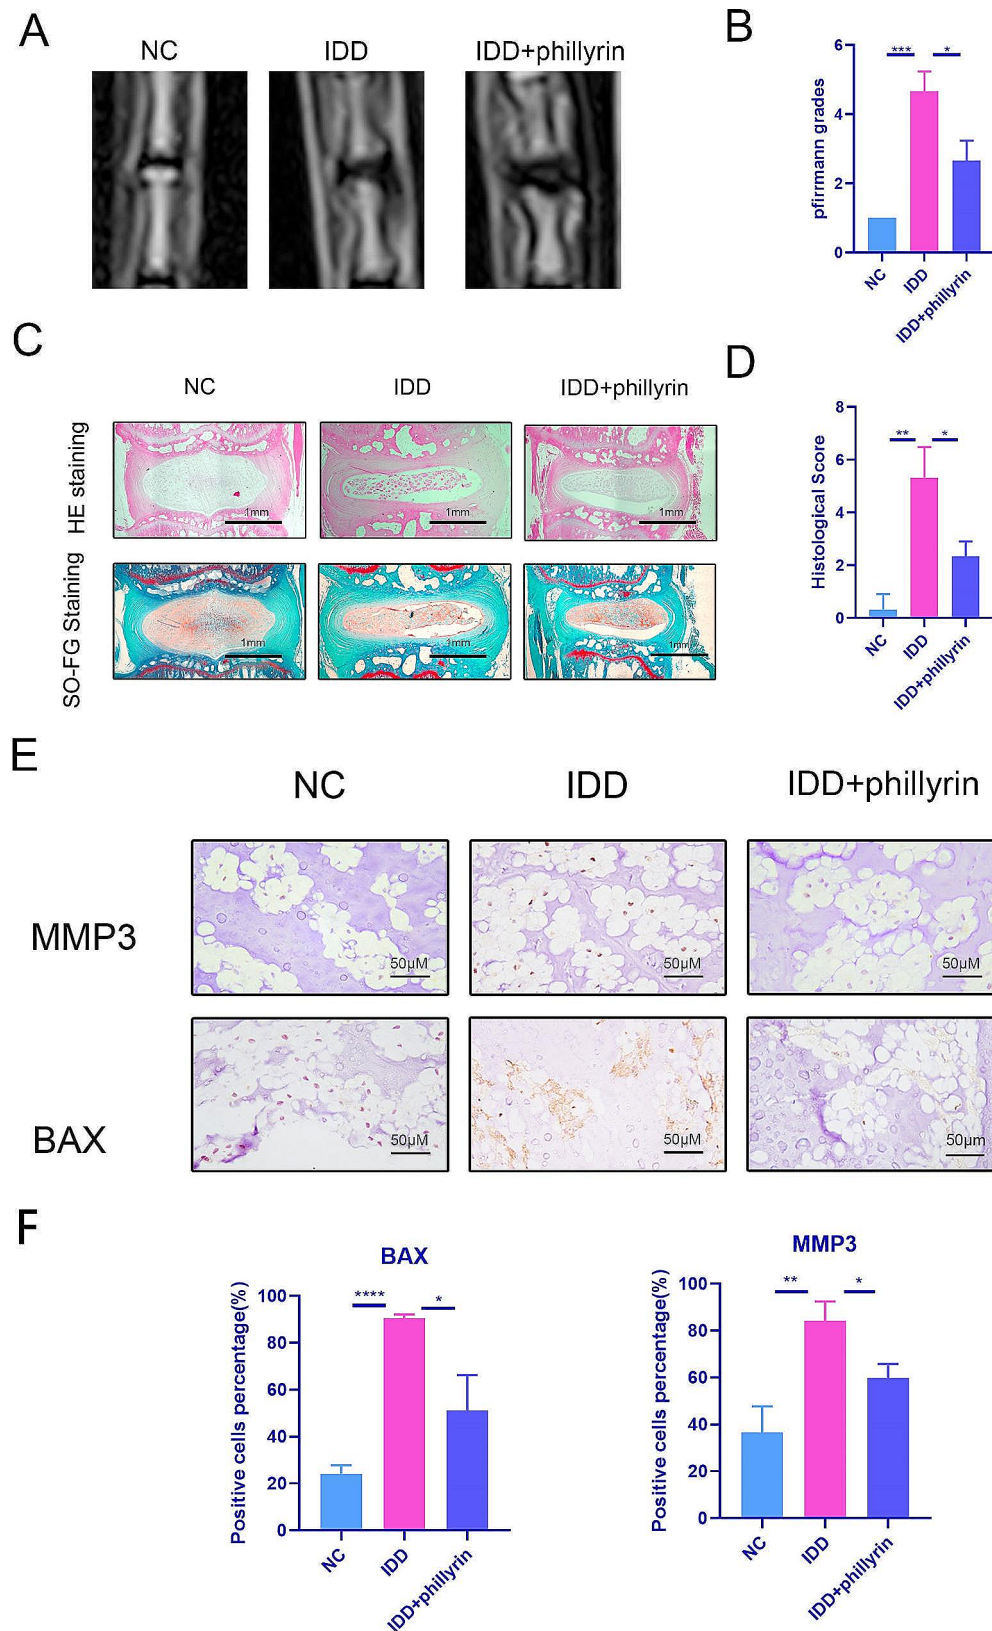 A
NC
IDD
IDD+phillyrin
B
pfirrmann grades
6
4
2
0
***
*
NC
IDD
IDD+phillyrin
C
NC
IDD
IDD+phillyrin
HE staining
1mm
1mm
1mm
SO-FG Staining
1mm
1mm
1mm
D
Histological Score
8
6
4
2
0
**
*
NC
IDD
IDD+phillyrin
E
NC
IDD
IDD+phillyrin
MMP3
50µM
50µM
50µM
BAX
50µM
50µM
50µm
F
BAX
Positive cells percentage(%)
100
80
60
40
20
0
****
*
NC
IDD
IDD+phillyrin
MMP3
Positive cells percentage(%)
100
80
60
40
20
0
**
*
NC
IDD
IDD+phillyrin